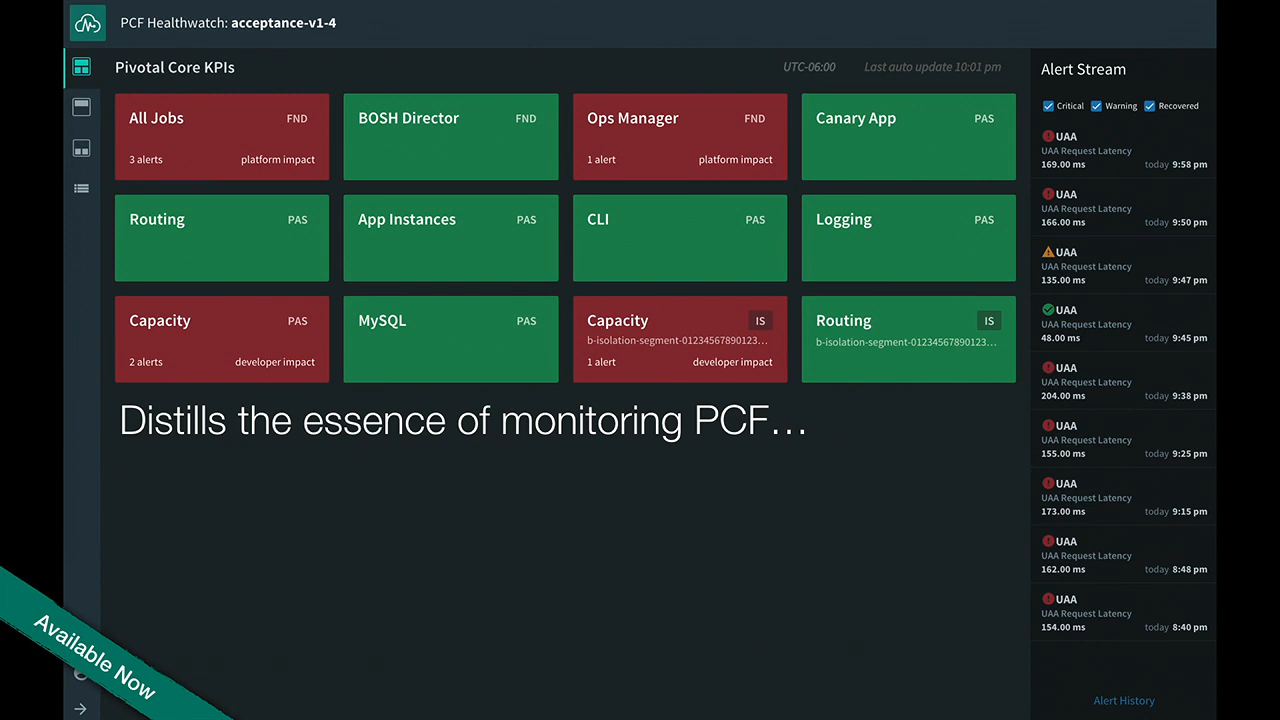 PCF Healthwatch: acceptance-v1-4
Pivotal Core KPIs
UTC-06:00 Last auto update 10:01 pm
All Jobs FND
3 alerts platform impact
BOSH Director FND
Ops Manager FND
1 alert platform impact
Canary App PAS
Routing PAS
App Instances PAS
CLI PAS
Logging PAS
Capacity PAS
2 alerts developer impact
MySQL PAS
Capacity IS
b-isolation-segment-01234567890123...
1 alert developer impact
Routing IS
b-isolation-segment-01234567890123...
Distills the essence of monitoring PCF...
Alert Stream
Critical Warning Recovered
UAA
UAA Request Latency
169.00 ms today 9:58 pm
UAA
UAA Request Latency
166.00 ms today 9:50 pm
UAA
UAA Request Latency
135.00 ms today 9:47 pm
UAA
UAA Request Latency
48.00 ms today 9:45 pm
UAA
UAA Request Latency
204.00 ms today 9:38 pm
UAA
UAA Request Latency
155.00 ms today 9:25 pm
UAA
UAA Request Latency
173.00 ms today 9:15 pm
UAA
UAA Request Latency
162.00 ms today 8:48 pm
UAA
UAA Request Latency
154.00 ms today 8:40 pm
Alert History
Available Now